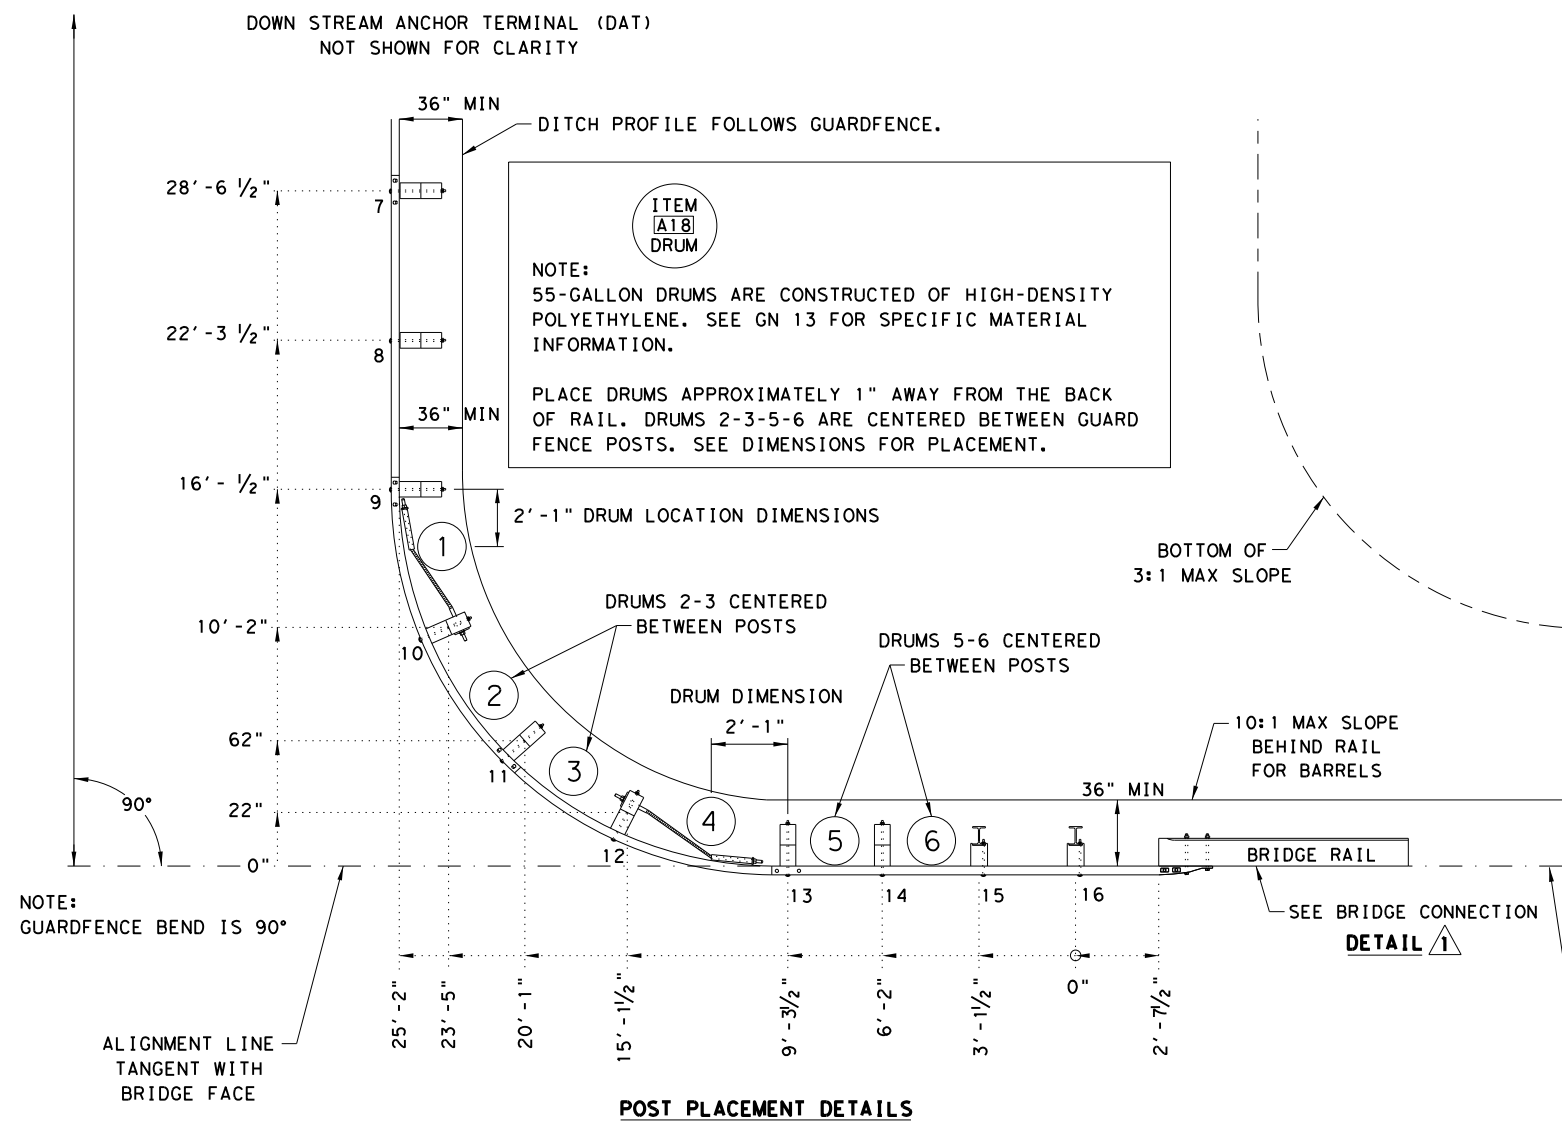 DOWN STREAM ANCHOR TERMINAL (DAT)
NOT SHOWN FOR CLARITY
36" MIN
DITCH PROFILE FOLLOWS GUARDFENCE.
28'-6 1/2"
7
ITEM
A18
DRUM
NOTE:
55-GALLON DRUMS ARE CONSTRUCTED OF HIGH-DENSITY
POLYETHYLENE. SEE GN 13 FOR SPECIFIC MATERIAL
INFORMATION.
PLACE DRUMS APPROXIMATELY 1" AWAY FROM THE BACK
OF RAIL. DRUMS 2-3-5-6 ARE CENTERED BETWEEN GUARD
FENCE POSTS. SEE DIMENSIONS FOR PLACEMENT.
22'-3 1/2"
8
36" MIN
16'- 1/2"
9
2'-1" DRUM LOCATION DIMENSIONS
1
BOTTOM OF
3:1 MAX SLOPE
10'-2"
10
DRUMS 2-3 CENTERED
BETWEEN POSTS
DRUMS 5-6 CENTERED
BETWEEN POSTS
2
DRUM DIMENSION
2'-1"
10:1 MAX SLOPE
BEHIND RAIL
FOR BARRELS
62"
11
3
36" MIN
90°
22"
4
5
6
12
0"
BRIDGE RAIL
13
14
15
16
NOTE:
GUARDFENCE BEND IS 90°
SEE BRIDGE CONNECTION
DETAIL 1
25'-2"
23'-5"
20'-1"
15'-1 1/2"
9'-3 1/2"
6'-2"
3'-1 1/2"
0"
2'-7 1/2"
ALIGNMENT LINE
TANGENT WITH
BRIDGE FACE
POST PLACEMENT DETAILS